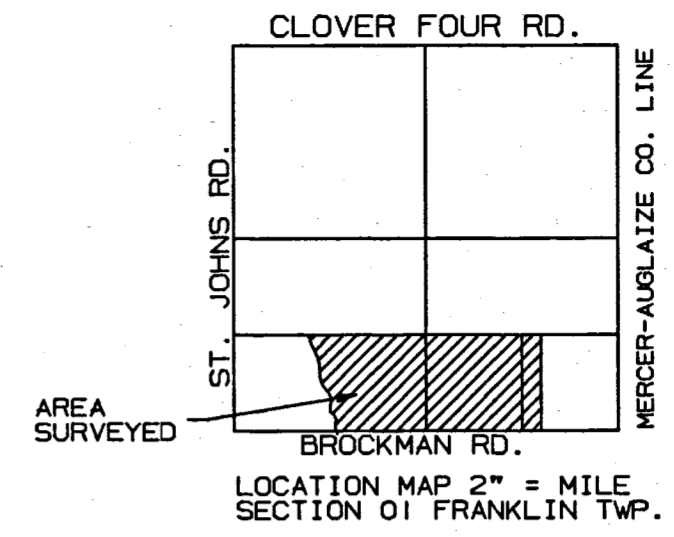 CLOVER FOUR RD.
ST. JOHNS RD.
MERCER-AUGLAIZE CO. LINE
AREA
SURVEYED
BROCKMAN RD.
LOCATION MAP 2" = MILE
SECTION 01 FRANKLIN TWP.